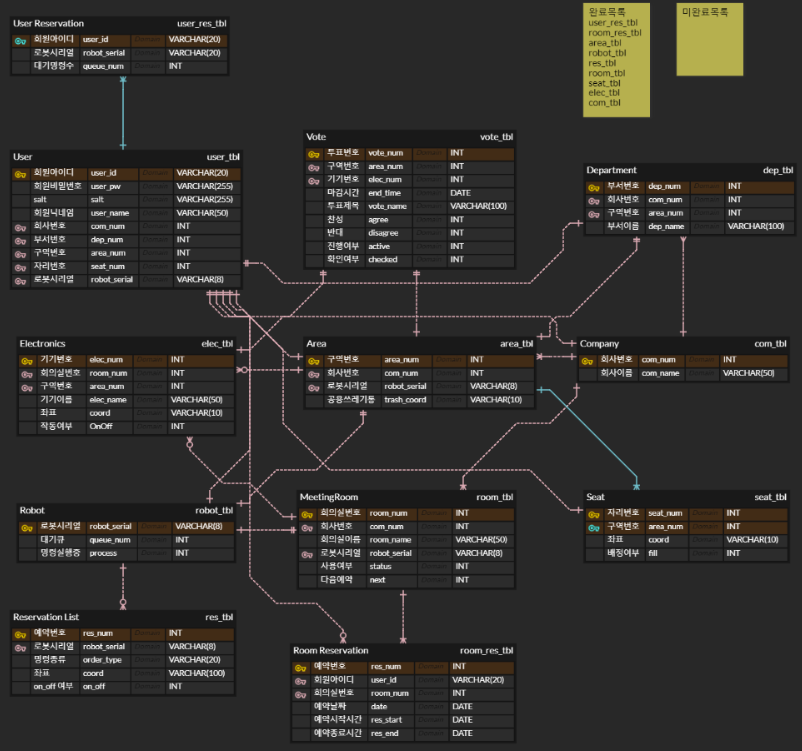 User Reservation user_res_tbl
회원아이디 user_id Domain VARCHAR(20)
로봇시리얼 robot_serial Domain VARCHAR(20)
대기명령수 queue_num Domain INT
완료목록
user_res_tbl
room_res_tbl
area_tbl
robot_tbl
res_tbl
room_tbl
seat_tbl
elec_tbl
com_tbl
미완료목록
User user_tbl
회원아이디 user_id Domain VARCHAR(20)
회원비밀번호 user_pw Domain VARCHAR(255)
salt salt Domain VARCHAR(255)
회원닉네임 user_name Domain VARCHAR(50)
회사번호 com_num Domain INT
부서번호 dep_num Domain INT
구역번호 area_num Domain INT
자리번호 seat_num Domain INT
로봇시리얼 robot_serial Domain VARCHAR(8)
Vote vote_tbl
투표번호 vote_num Domain INT
구역번호 area_num Domain INT
기기번호 elec_num Domain INT
마감시간 end_time Domain DATE
투표제목 vote_name Domain VARCHAR(100)
찬성 agree Domain INT
반대 disagree Domain INT
진행여부 active Domain INT
확인여부 checked Domain INT
Department dep_tbl
부서번호 dep_num Domain INT
회사번호 com_num Domain INT
구역번호 area_num Domain INT
부서이름 dep_name Domain VARCHAR(100)
Electronics elec_tbl
기기번호 elec_num Domain INT
회의실번호 room_num Domain INT
구역번호 area_num Domain INT
기기이름 elec_name Domain VARCHAR(50)
좌표 coord Domain VARCHAR(10)
작동여부 OnOff Domain INT
Area area_tbl
구역번호 area_num Domain INT
회사번호 com_num Domain INT
로봇시리얼 robot_serial Domain VARCHAR(8)
공용쓰레기통 trash_coord Domain VARCHAR(10)
Company com_tbl
회사번호 com_num Domain INT
회사이름 com_name Domain VARCHAR(50)
Robot robot_tbl
로봇시리얼 robot_serial Domain VARCHAR(8)
대기큐 queue_num Domain INT
명령실행중 process Domain INT
MeetingRoom room_tbl
회의실번호 room_num Domain INT
회사번호 com_num Domain INT
회의실이름 room_name Domain VARCHAR(50)
로봇시리얼 robot_serial Domain VARCHAR(8)
사용여부 status Domain INT
다음예약 next Domain INT
Seat seat_tbl
자리번호 seat_num Domain INT
구역번호 area_num Domain INT
좌표 coord Domain VARCHAR(10)
배정여부 fill Domain INT
Reservation List res_tbl
예약번호 res_num Domain INT
로봇시리얼 robot_serial Domain VARCHAR(8)
명령종류 order_type Domain VARCHAR(20)
좌표 coord Domain VARCHAR(100)
on_off 여부 on_off Domain INT
Room Reservation room_res_tbl
예약번호 res_num Domain INT
회원아이디 user_id Domain VARCHAR(20)
회의실번호 room_num Domain INT
예약날짜 date Domain DATE
예약시작시간 res_start Domain DATE
예약종료시간 res_end Domain DATE